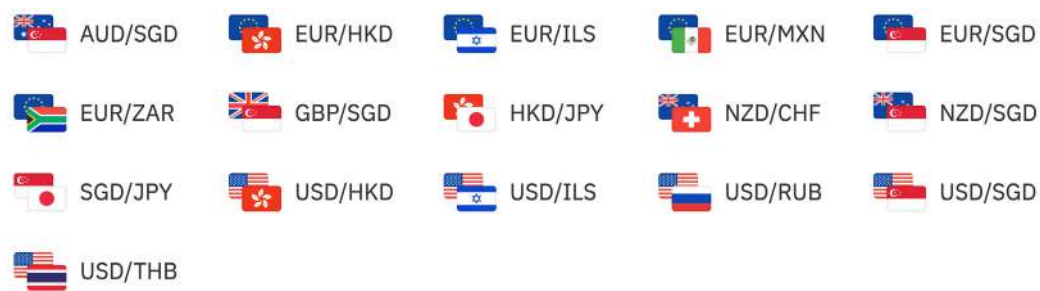 AUD/SGD EUR/HKD EUR/ILS EUR/MXN EUR/SGD
EUR/ZAR GBP/SGD HKD/JPY NZD/CHF NZD/SGD
SGD/JPY USD/HKD USD/ILS USD/RUB USD/SGD
USD/THB